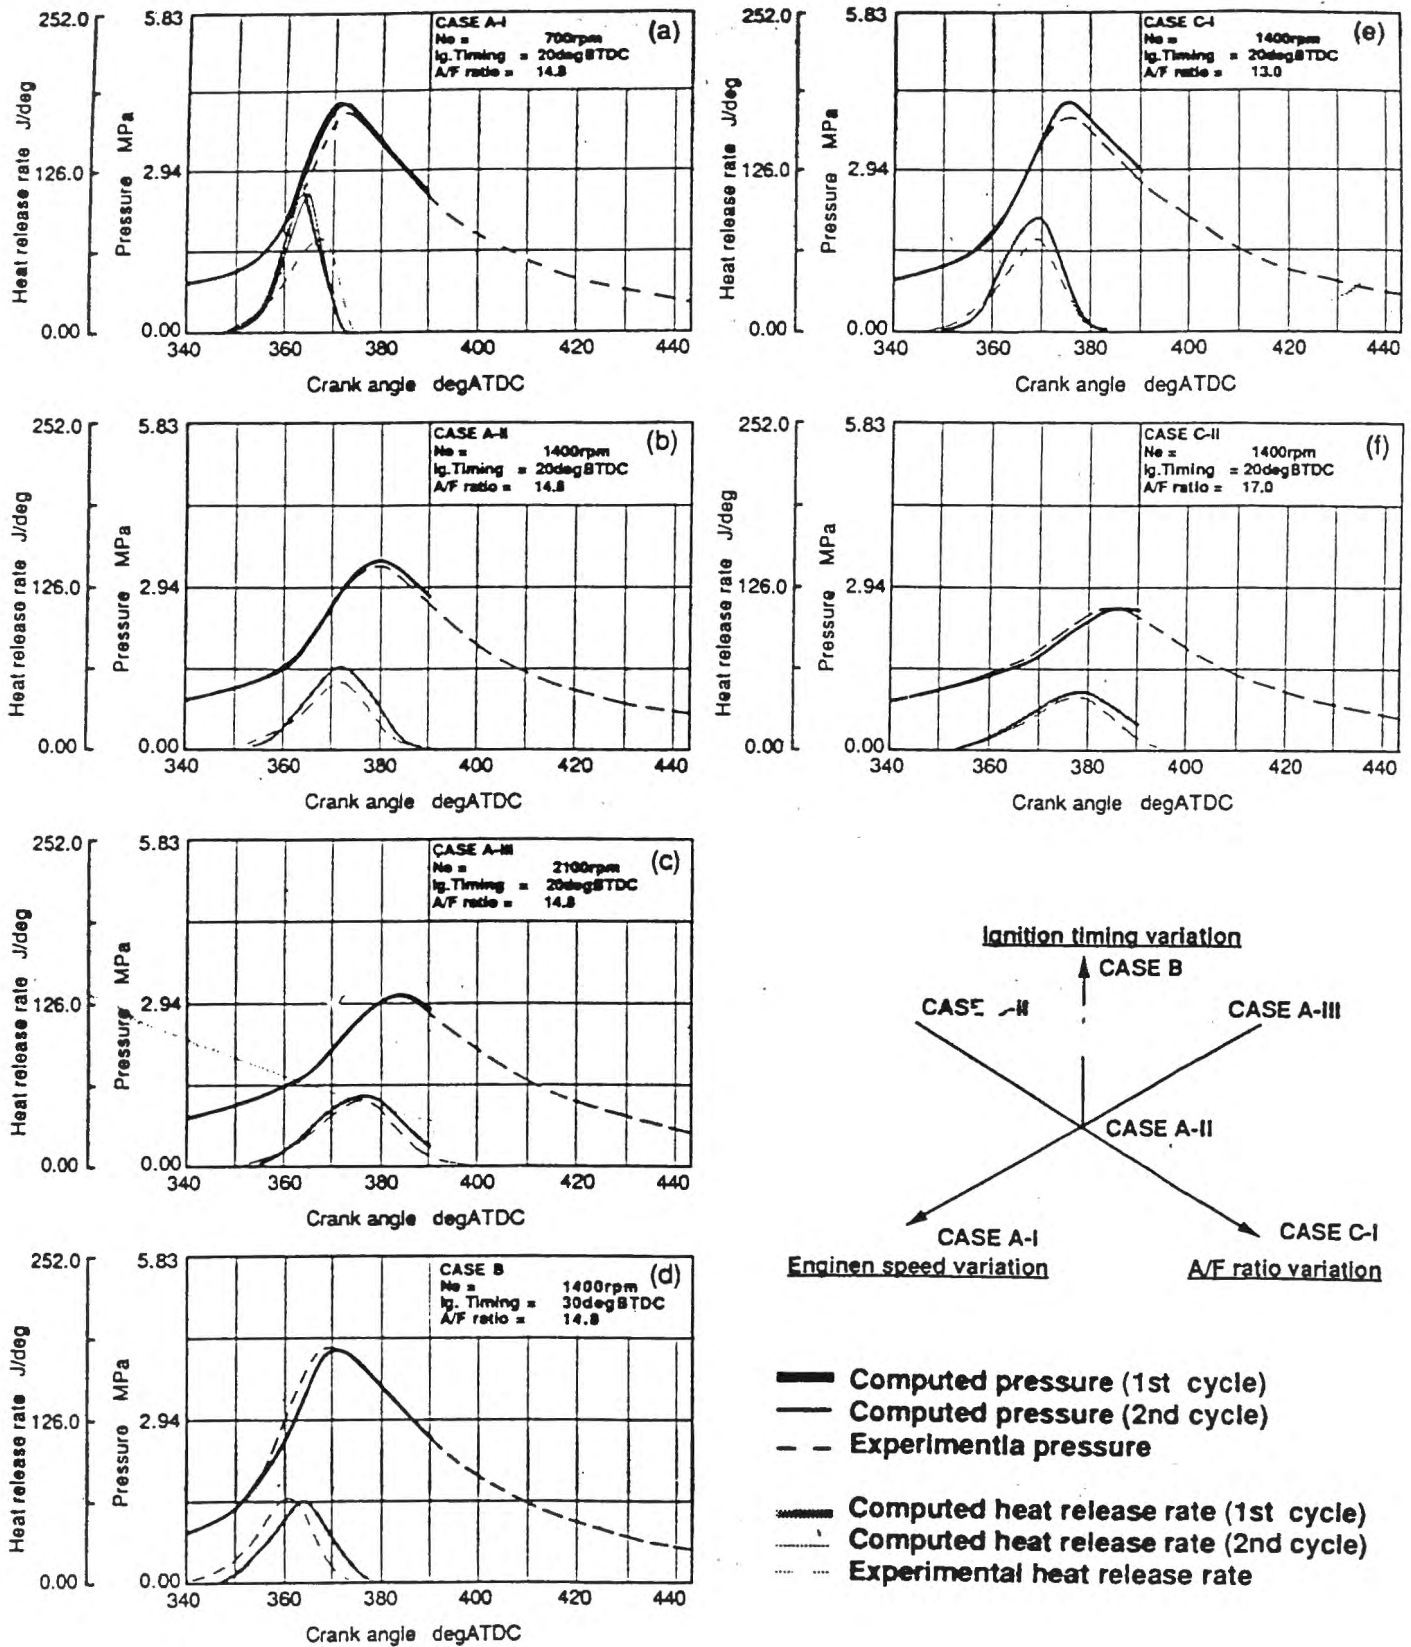 252.0
126.0
0.00
Heat release rate J/deg
Pressure MPa
5.83
2.94
0.00
CASE A-I
Ne = 700rpm
Ig.Timing = 20degBTDC
A/F ratio = 14.8
(a)
340 360 380 400 420 440
Crank angle degATDC
252.0
126.0
0.00
Heat release rate J/deg
Pressure MPa
5.83
2.94
0.00
CASE A-II
Ne = 1400rpm
Ig.Timing = 20degBTDC
A/F ratio = 14.8
(b)
340 360 380 400 420 440
Crank angle degATDC
252.0
126.0
0.00
Heat release rate J/deg
Pressure MPa
5.83
2.94
0.00
CASE A-III
Ne = 2100rpm
Ig.Timing = 20degBTDC
A/F ratio = 14.8
(c)
340 360 380 400 420 440
Crank angle degATDC
252.0
126.0
0.00
Heat release rate J/deg
Pressure MPa
5.83
2.94
0.00
CASE B
Ne = 1400rpm
Ig. Timing = 30degBTDC
A/F ratio = 14.8
(d)
340 360 380 400 420 440
Crank angle degATDC
252.0
126.0
0.00
Heat release rate J/deg
Pressure MPa
5.83
2.94
0.00
CASE C-I
Ne = 1400rpm
Ig.Timing = 20degBTDC
A/F ratio = 13.0
(e)
340 360 380 400 420 440
Crank angle degATDC
252.0
126.0
0.00
Heat release rate J/deg
Pressure MPa
5.83
2.94
0.00
CASE C-II
Ne = 1400rpm
Ig.Timing = 20degBTDC
A/F ratio = 17.0
(f)
340 360 380 400 420 440
Crank angle degATDC
Ignition timing variation
CASE B
CASE
CASE A-III
CASE A-II
CASE A-I
CASE C-I
Enginen speed variation
A/F ratio variation
Computed pressure (1st cycle)
Computed pressure (2nd cycle)
Experimentla pressure
Computed heat release rate (1st cycle)
Computed heat release rate (2nd cycle)
Experimental heat release rate